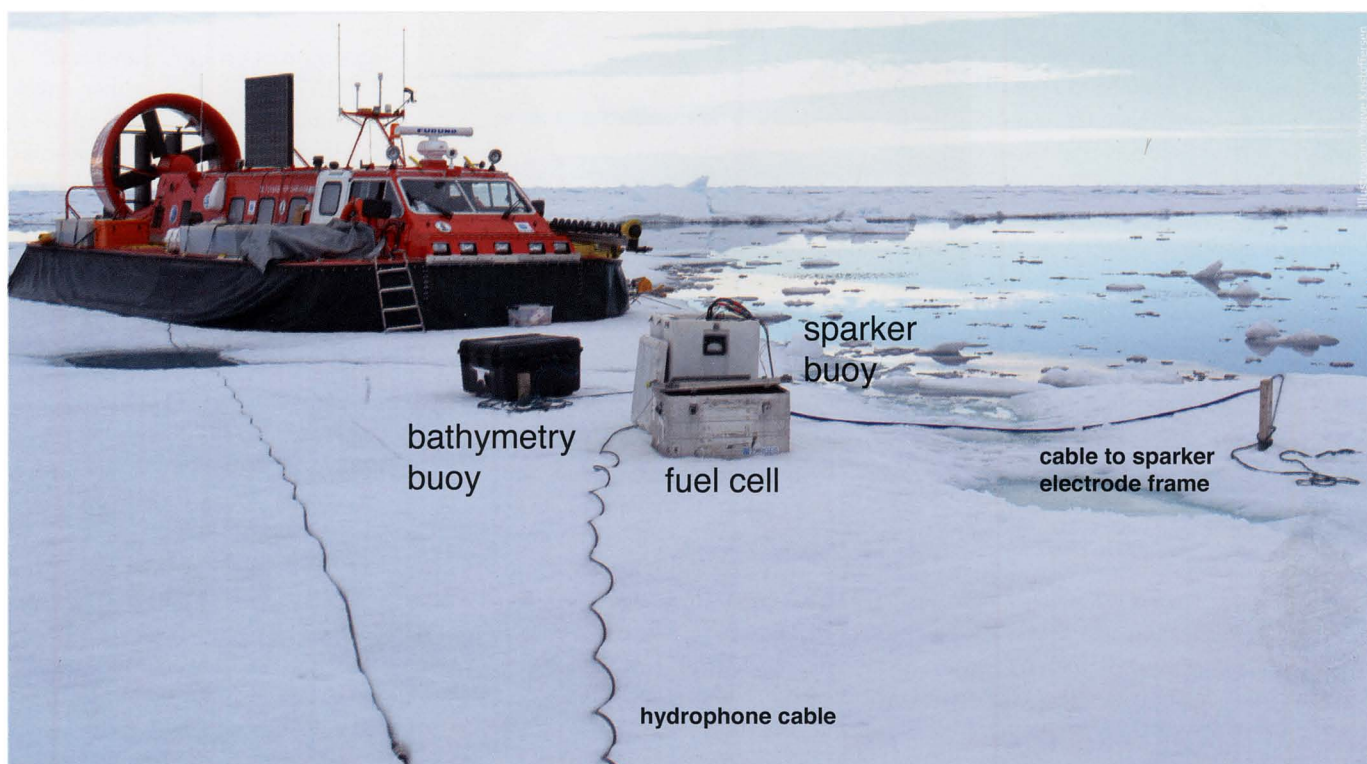 FURUNO
sparker
buoy
bathymetry
buoy
fuel cell
cable to sparker
electrode frame
hydrophone cable